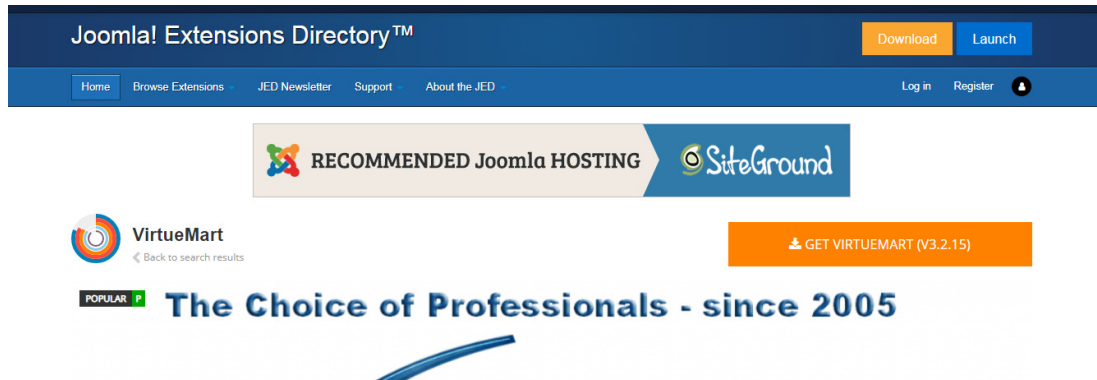 Joomla! Extensions Directory™
Download Launch
Home Browse Extensions JED Newsletter Support About the JED Log in Register
RECOMMENDED Joomla HOSTING SiteGround
VirtueMart
Back to search results
GET VIRTUEMART (V3.2.15)
POPULAR P
The Choice of Professionals - since 2005